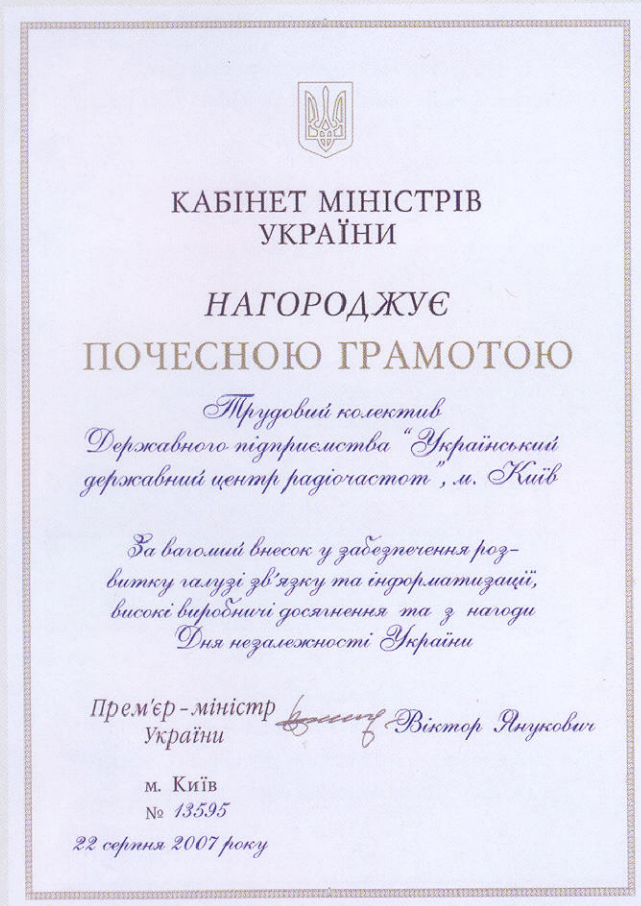 КАБІНЕТ МІНІСТРІВ
УКРАЇНИ
НАГОРОДЖУЄ
ПОЧЕСНОЮ ГРАМОТОЮ
Трудовий колектив
Державного підприємства “Український
державний центр радіочастот”, м. Київ
За вагомий внесок у забезпечення роз-
витку галузі зв'язку та інформатизації,
високі виробничі досягнення та з нагоди
Дня незалежності України
Прем'єр-міністр
України
Віктор Янукович
м. Київ
№ 13595
22 серпня 2007 року